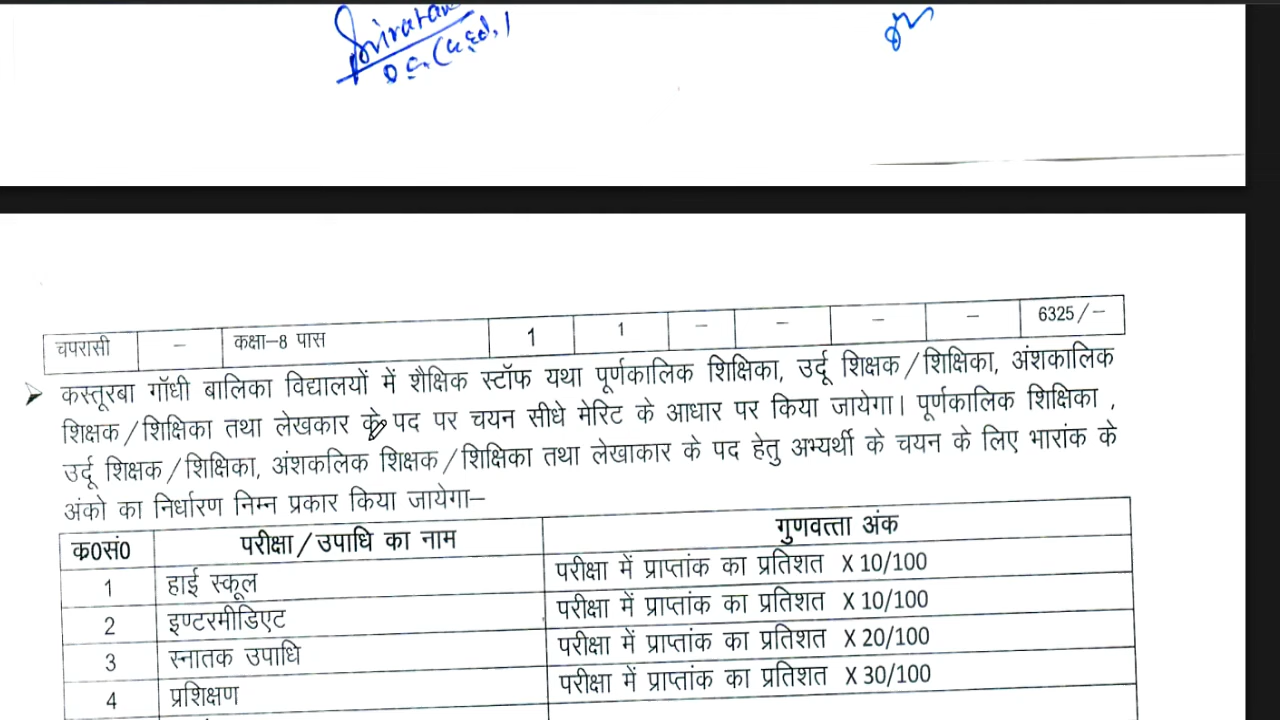 D.C. (
चपरासी – कक्षा–8 पास 1 1 – – – – 6325/–
कस्तूरबा गॉधी बालिका विद्यालयों में शैक्षिक स्टॉफ यथा पूर्णकालिक शिक्षिका, उर्दू शिक्षक/शिक्षिका, अंशकालिक
शिक्षक/शिक्षिका तथा लेखकार के पद पर चयन सीधे मेरिट के आधार पर किया जायेगा। पूर्णकालिक शिक्षिका ,
उर्दू शिक्षक/शिक्षिका, अंशकलिक शिक्षक/शिक्षिका तथा लेखाकार के पद हेतु अभ्यर्थी के चयन के लिए भारांक के
अंको का निर्धारण निम्न प्रकार किया जायेगा–
क0सं0 परीक्षा/उपाधि का नाम गुणवत्ता अंक
1 हाई स्कूल परीक्षा में प्राप्तांक का प्रतिशत X 10/100
2 इण्टरमीडिएट परीक्षा में प्राप्तांक का प्रतिशत X 10/100
3 स्नातक उपाधि परीक्षा में प्राप्तांक का प्रतिशत X 20/100
4 प्रशिक्षण परीक्षा में प्राप्तांक का प्रतिशत X 30/100